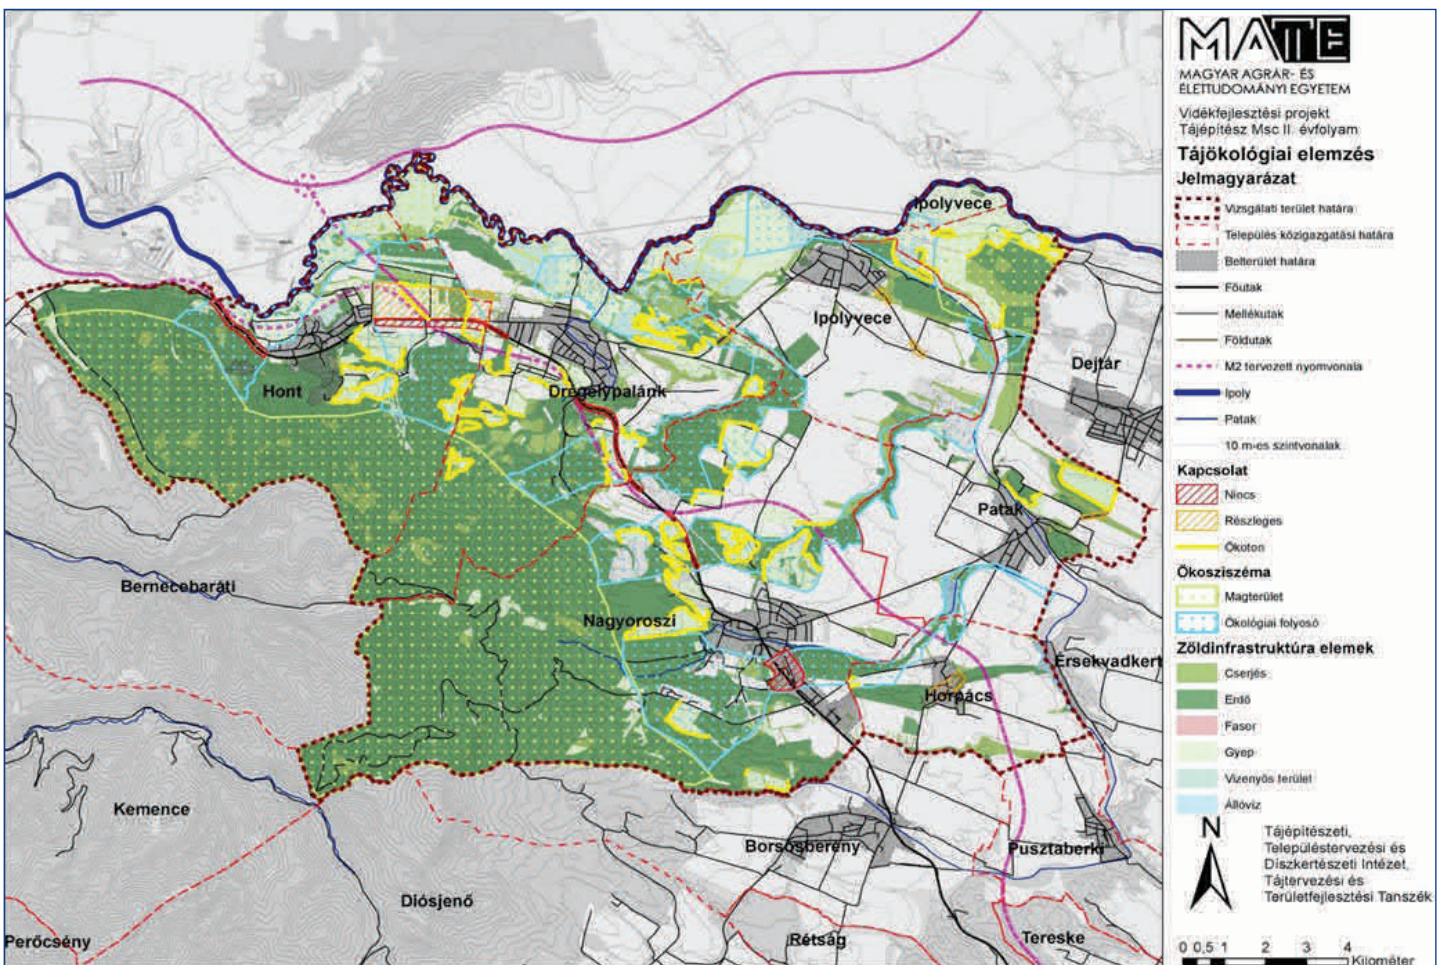 Ipolyvece
Ipolyvece
Dejtár
Hont
Drégelypalánk
Patak
Bernecebaráti
Nagyoroszi
Érsekvadkert
Horpács
Kemence
Borsosberény
Pusztaberki
Diósjenő
Perőcsény
Rétság
Tereske
MATE
MAGYAR AGRÁR- ÉS
ÉLETTUDOMÁNYI EGYETEM
Vidékfejlesztési projekt
Tájépítész Msc II. évfolyam
Tájökológiai elemzés
Jelmagyarázat
Vizsgálati terület határa
Település közigazgatási határa
Belterület határa
Főutak
Mellékutak
Földutak
M2 tervezett nyomvonala
Ipoly
Patak
10 m-es szintvonalak
Kapcsolat
Nincs
Részleges
Ökoton
Ökosziszéma
Magterület
Ökológiai folyosó
Zöldinfrastruktúra elemek
Cserjés
Erdő
Fasor
Gyep
Vizenyős terület
Állóvíz
N
Tájépítészeti,
Településtervezési és
Díszkertészeti Intézet,
Tájtervezési és
Területfejlesztési Tanszék
0 0,5 1 2 3 4
Kilométer